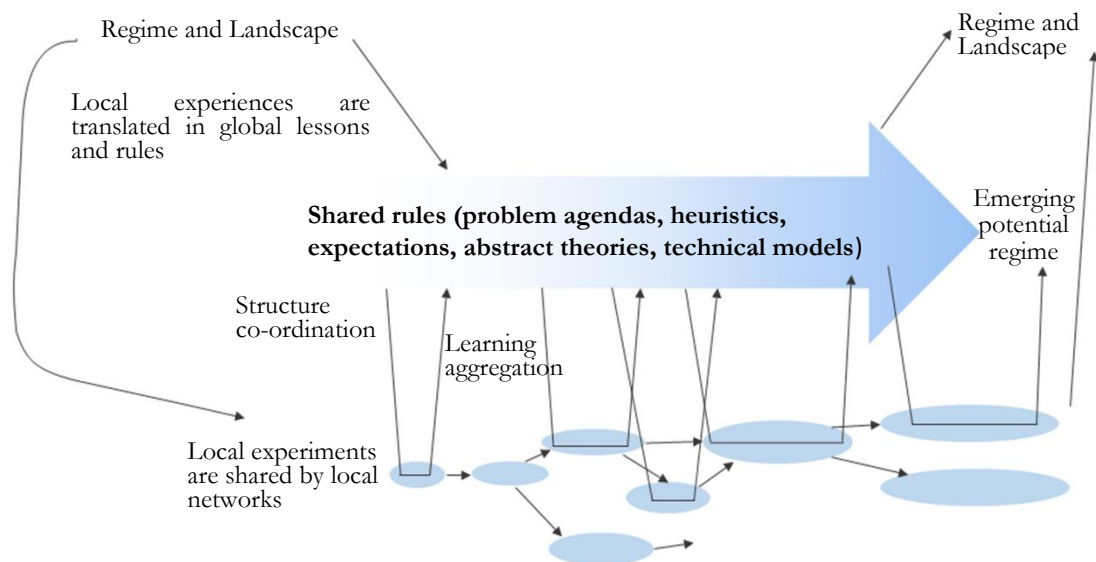 Regime and Landscape
Regime and
Landscape
Local experiences are
translated in global lessons
and rules
Shared rules (problem agendas, heuristics,
expectations, abstract theories, technical models)
Emerging
potential
regime
Structure
co-ordination
Learning
aggregation
Local experiments
are shared by local
networks